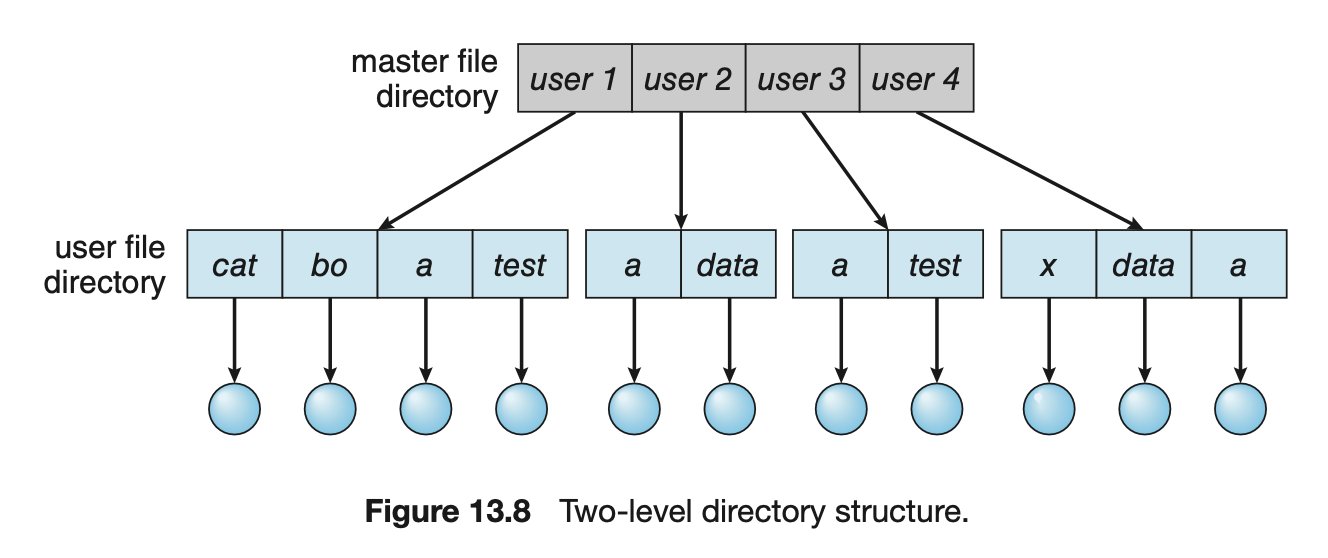 master file
directory
user 1 user 2 user 3 user 4
user file
directory
cat bo a test a data a test x data a
Figure 13.8 Two-level directory structure.